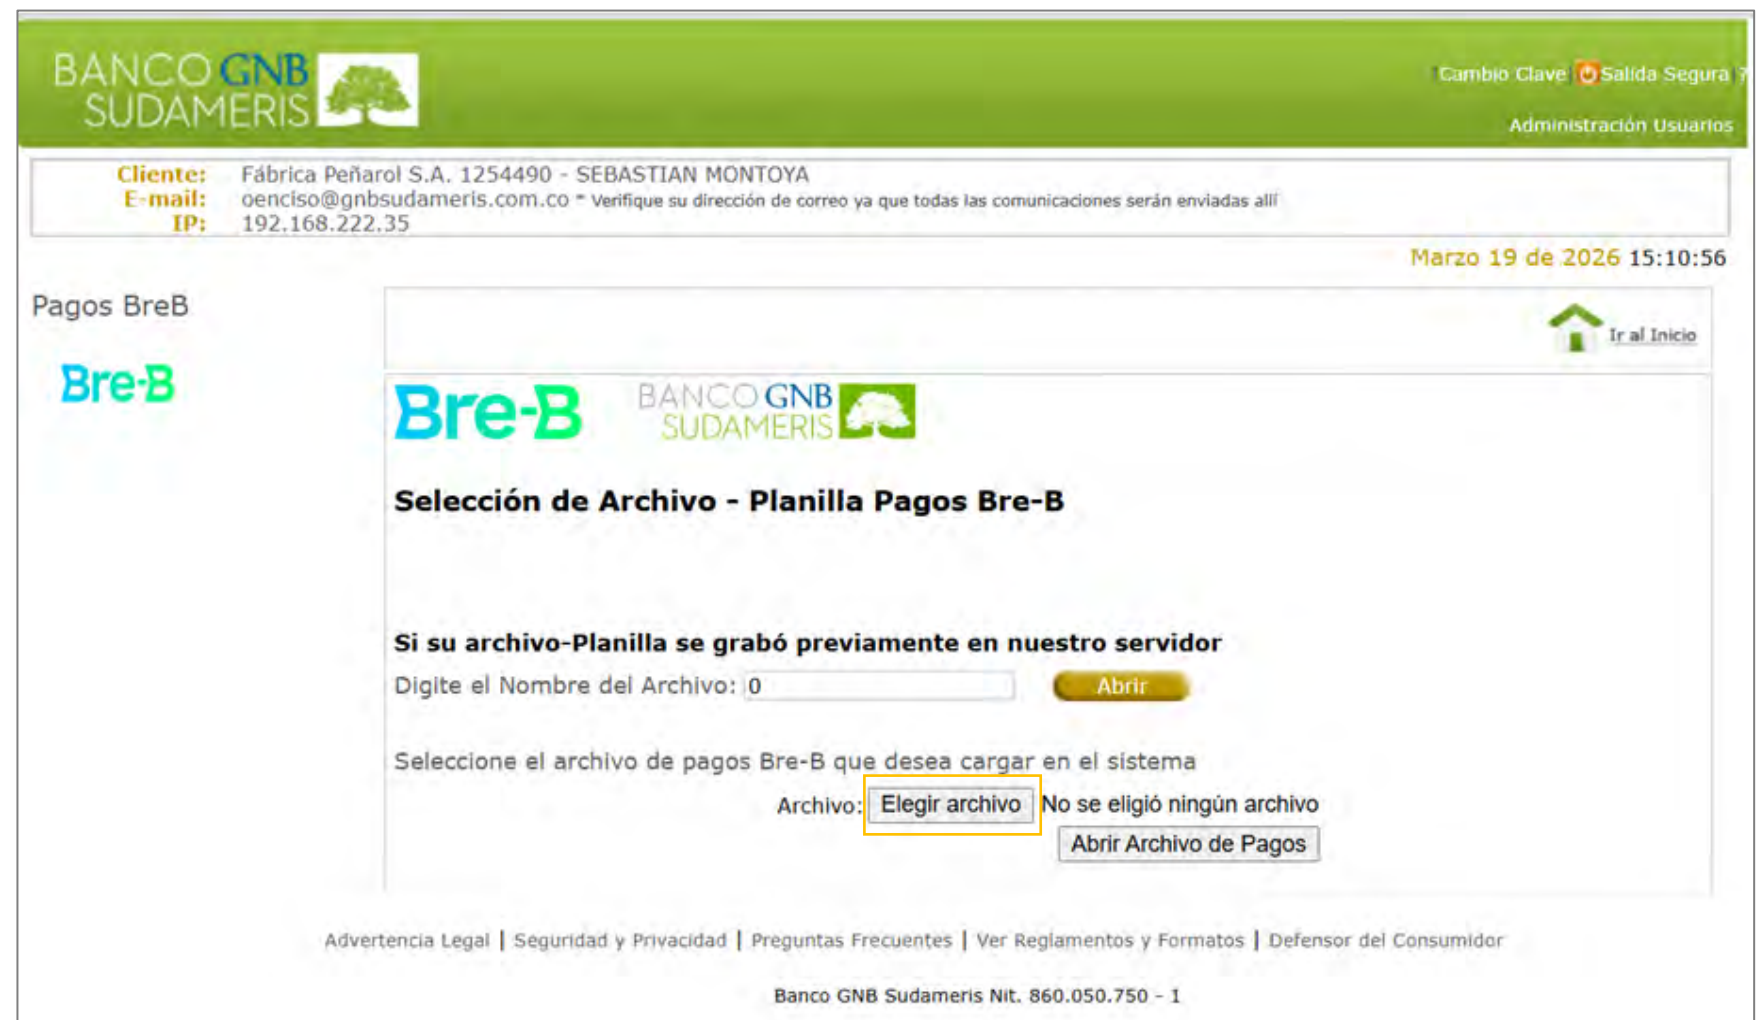 BANCO GNB
SUDAMERIS
Cambio Clave Salida Segura ?
Administración Usuarios
Cliente: Fábrica Peñarol S.A. 1254490 - SEBASTIAN MONTOYA
E-mail: oenciso@gnbsudameris.com.co * Verifique su dirección de correo ya que todas las comunicaciones serán enviadas allí
IP: 192.168.222.35
Marzo 19 de 2026 15:10:56
Pagos BreB
Ir al Inicio
Bre-B
Bre-B BANCO GNB
SUDAMERIS
Selección de Archivo - Planilla Pagos Bre-B
Si su archivo-Planilla se grabó previamente en nuestro servidor
Digite el Nombre del Archivo: 0 Abrir
Seleccione el archivo de pagos Bre-B que desea cargar en el sistema
Archivo: Elegir archivo No se eligió ningún archivo
Abrir Archivo de Pagos
Advertencia Legal | Seguridad y Privacidad | Preguntas Frecuentes | Ver Reglamentos y Formatos | Defensor del Consumidor
Banco GNB Sudameris Nit. 860.050.750 - 1